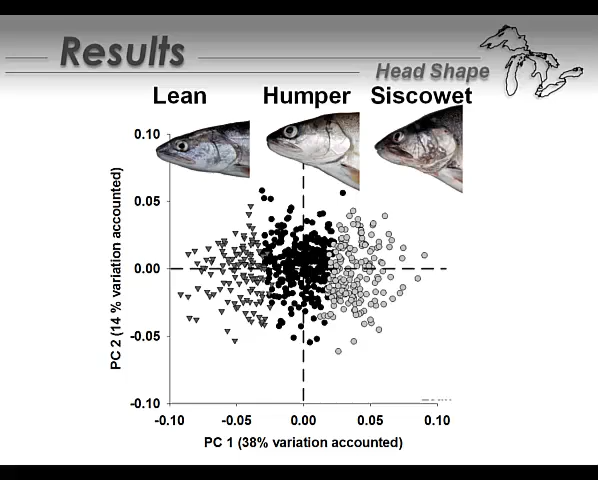 Results
Head Shape
Lean Humper Siscowet
0.10
0.05
0.00
-0.05
-0.10
PC 2 (14 % variation accounted)
-0.10 -0.05 0.00 0.05 0.10
PC 1 (38% variation accounted)